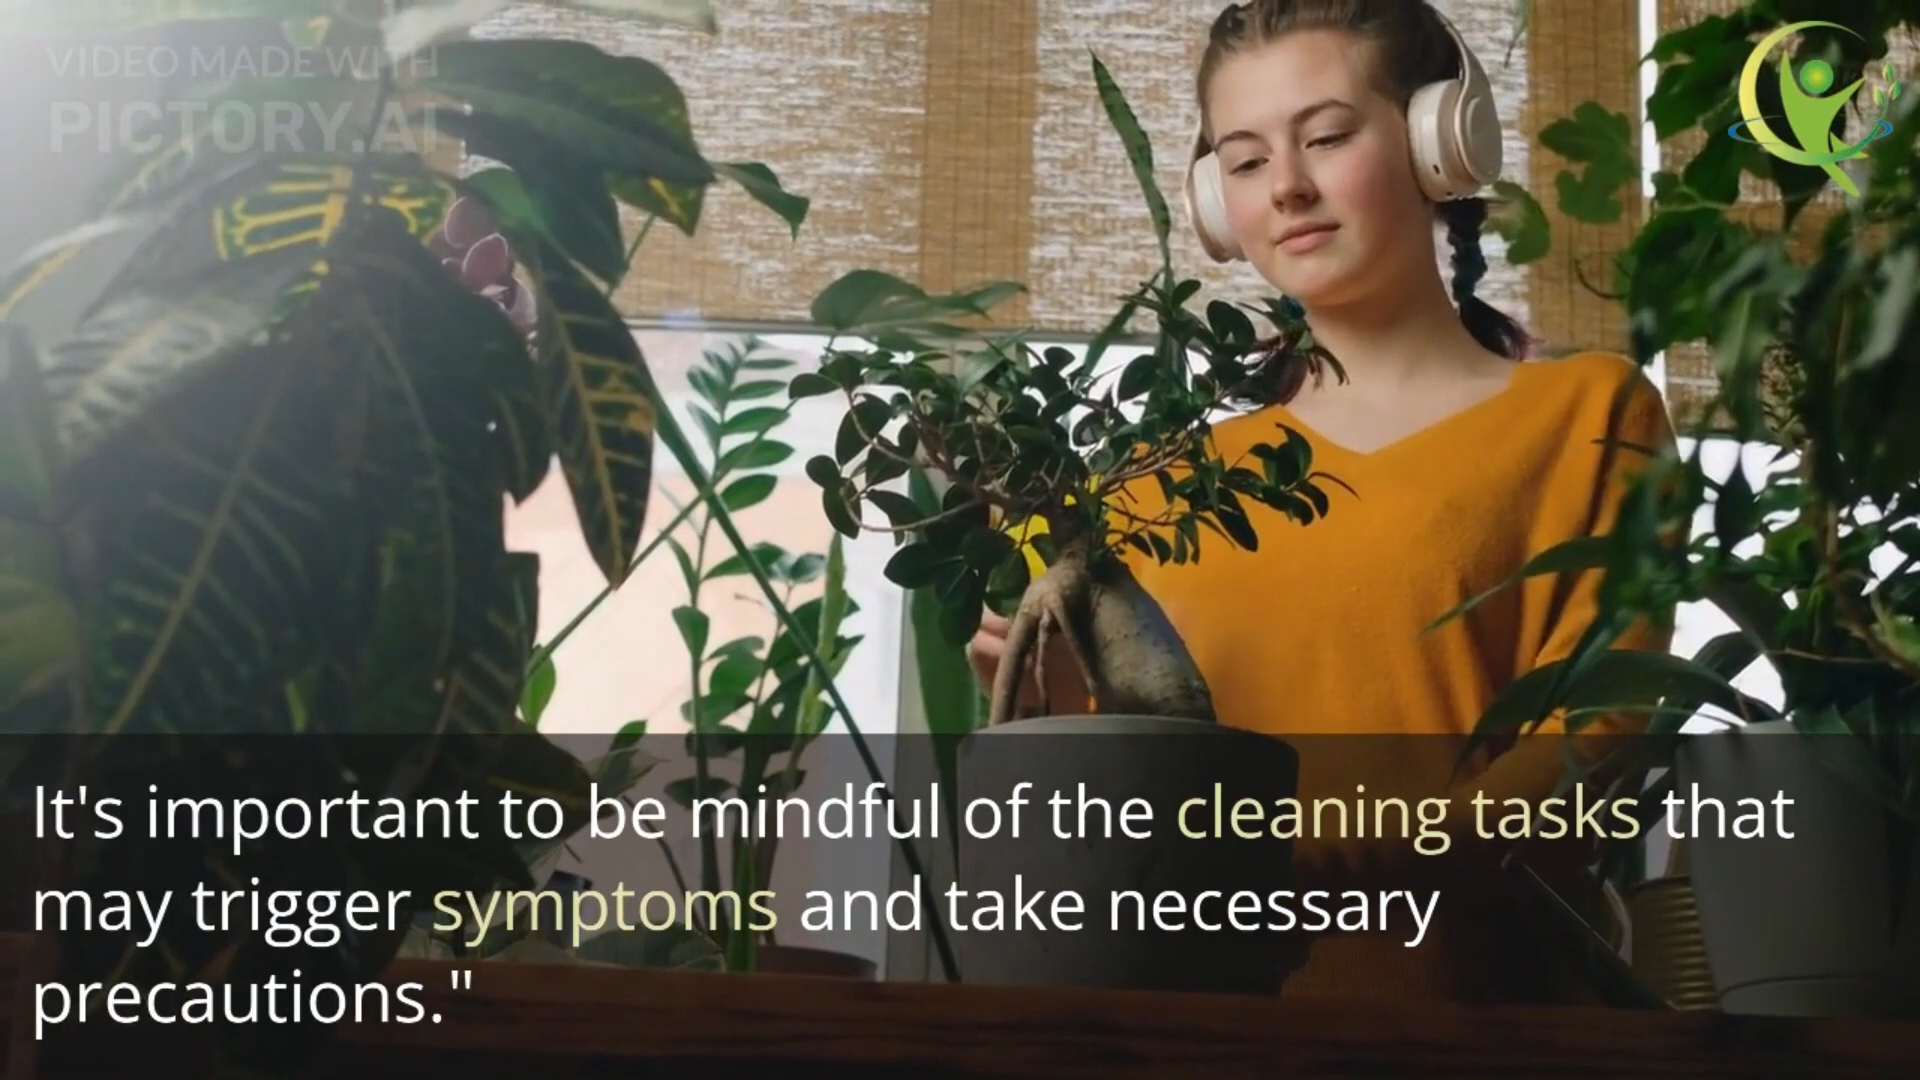 VIDEO MADE WITH
PICTORY.AI
It's important to be mindful of the cleaning tasks that
may trigger symptoms and take necessary
precautions."